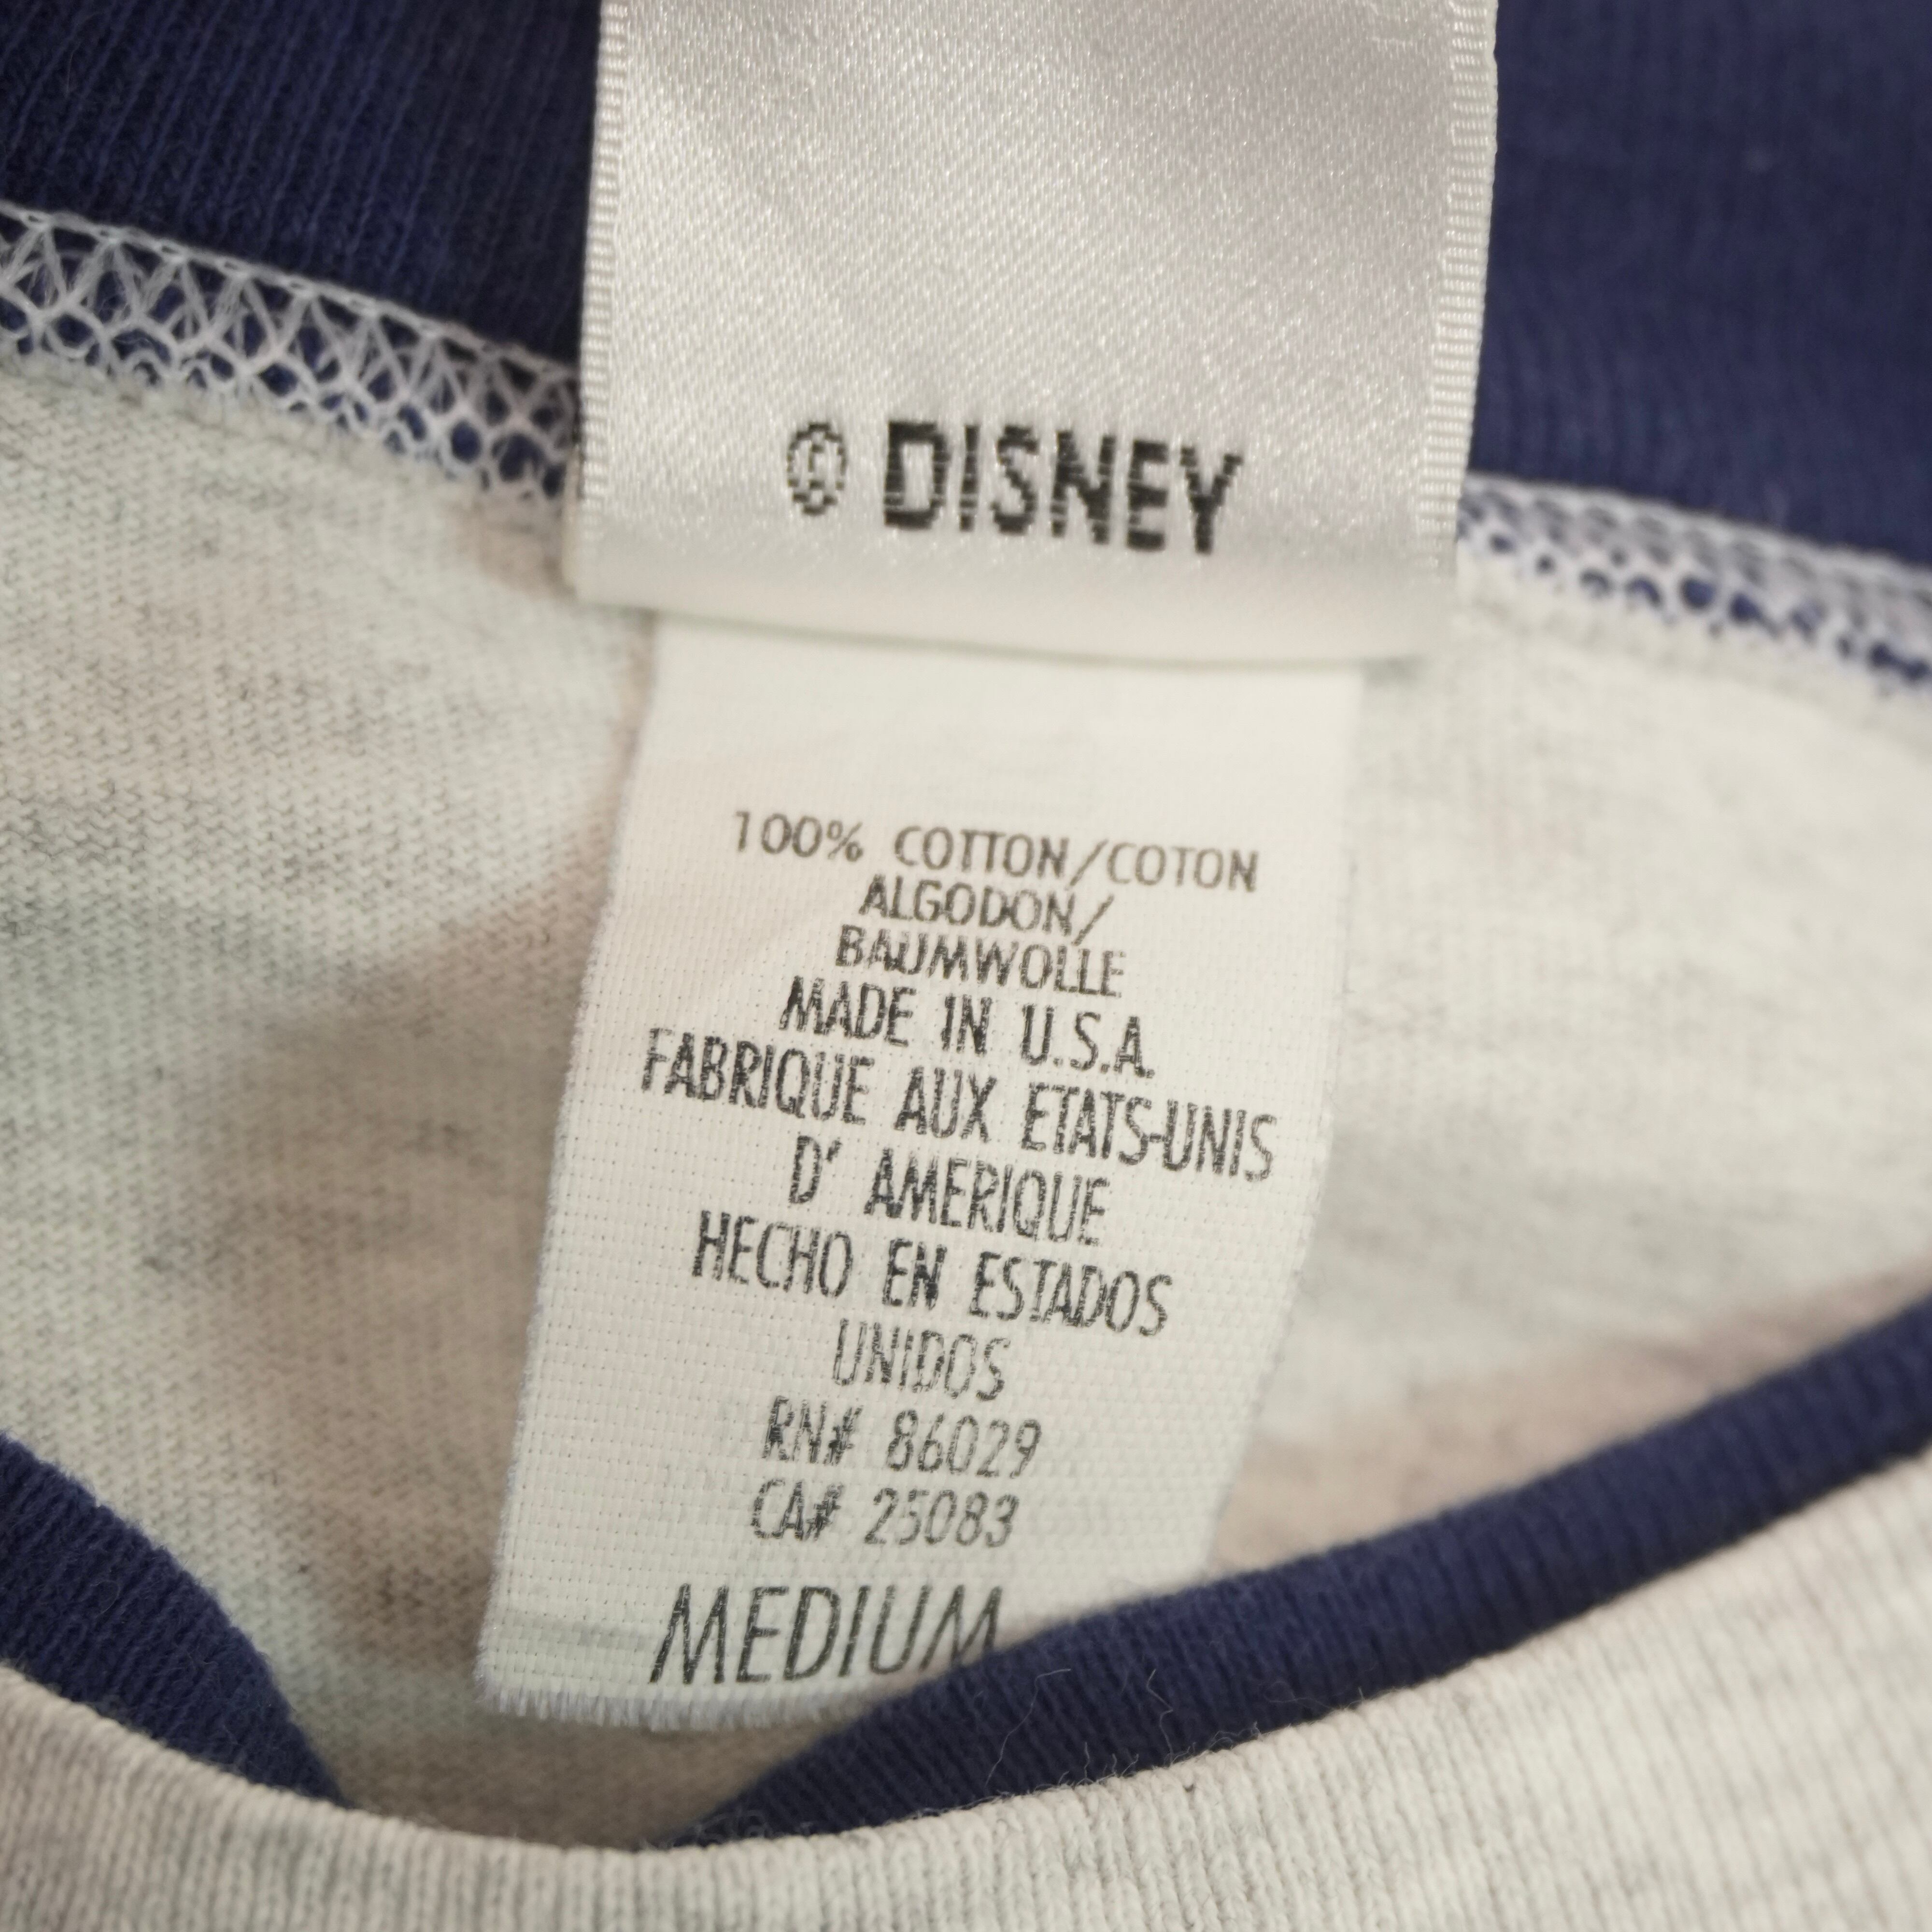 © DISNEY
100% COTTON/COTON
ALGODON/
BAUMWOLLE
MADE IN U.S.A.
FABRIQUE AUX ETATS-UNIS
D' AMERIQUE
HECHO EN ESTADOS
UNIDOS
RN# 86029
CA# 25083
MEDIUM